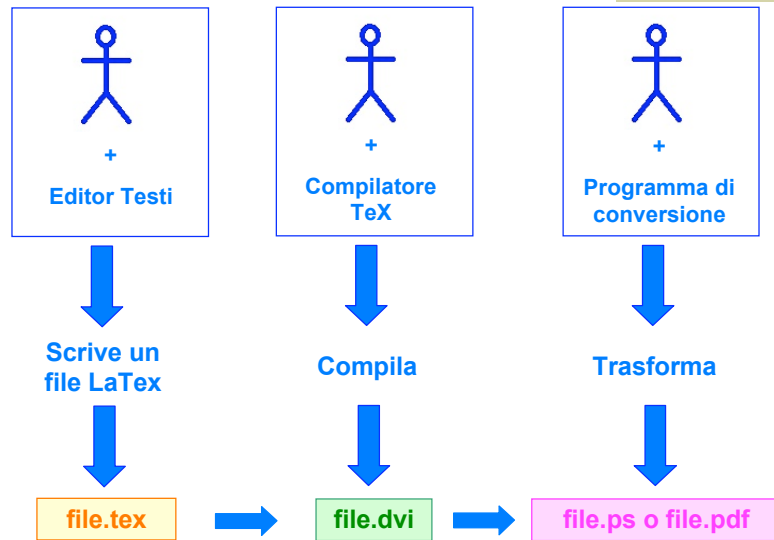 +
Editor Testi
+
Compilatore
TeX
+
Programma di
conversione
Scrive un
file LaTex
Compila
Trasforma
file.tex
file.dvi
file.ps o file.pdf